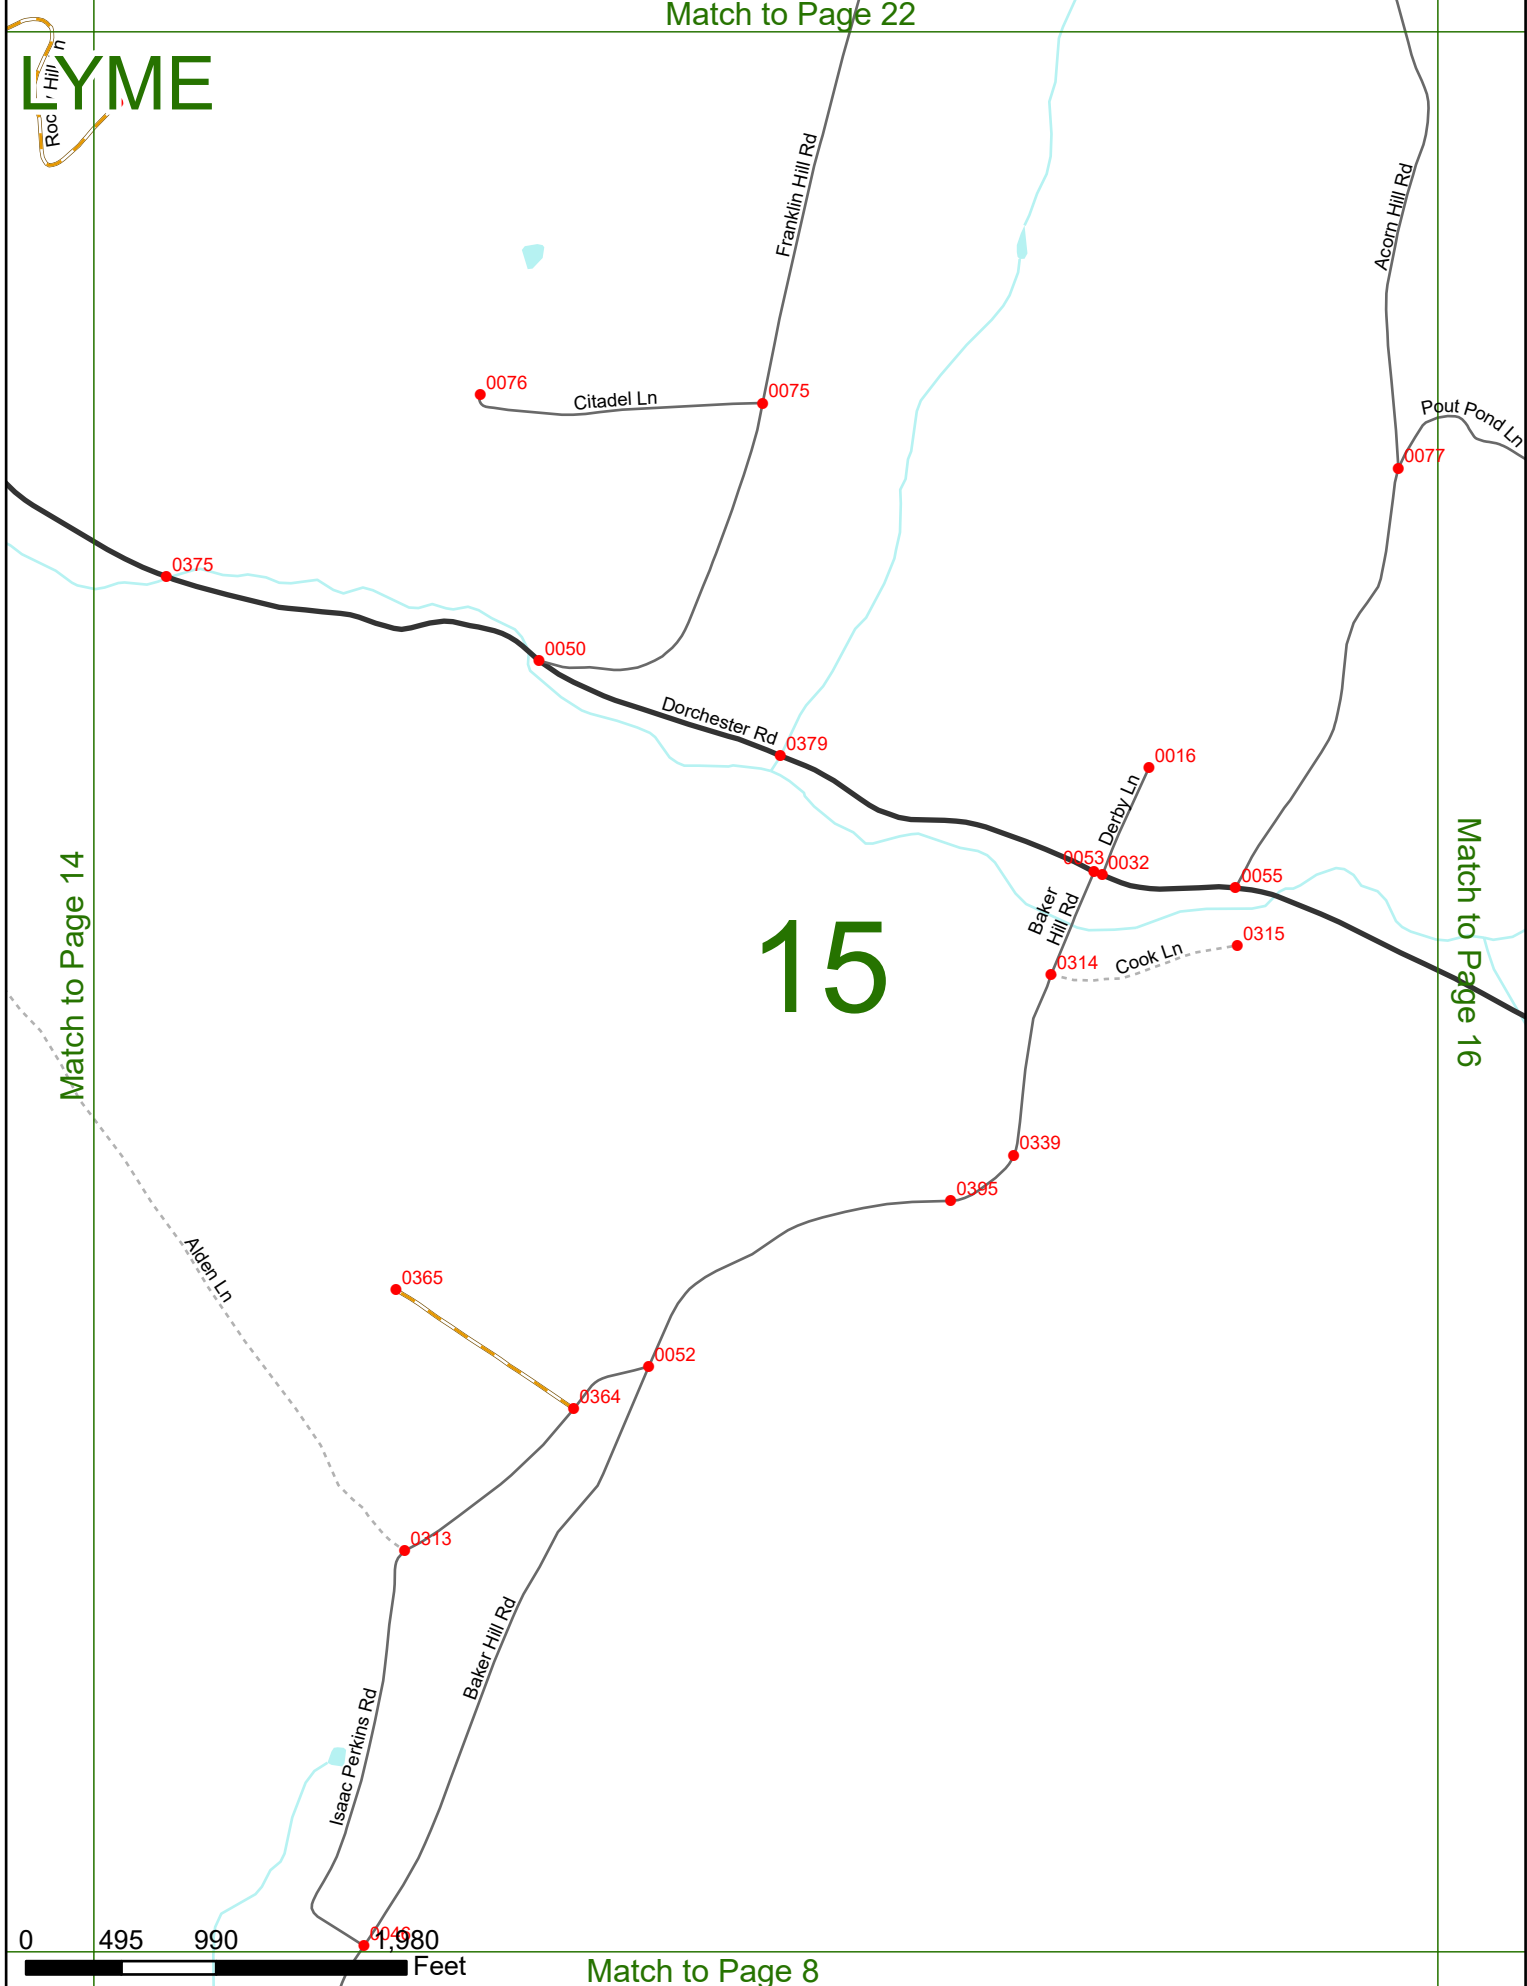 Match to Page 22
LYME
Roc
Hill
n
Franklin Hill Rd
Acorn Hill Rd
0076
Citadel Ln
0075
Pout Pond Ln
0077
0375
0050
Dorchester Rd
0379
0016
Derby Ln
0053
0032
0055
Match to Page 14
Match to Page 16
Baker
Hill Rd
15
0315
Cook Ln
0314
0339
0395
Alden Ln
0365
0052
0364
0313
Baker Hill Rd
Isaac Perkins Rd
0046
0 495 990 1,980
Feet
Match to Page 8